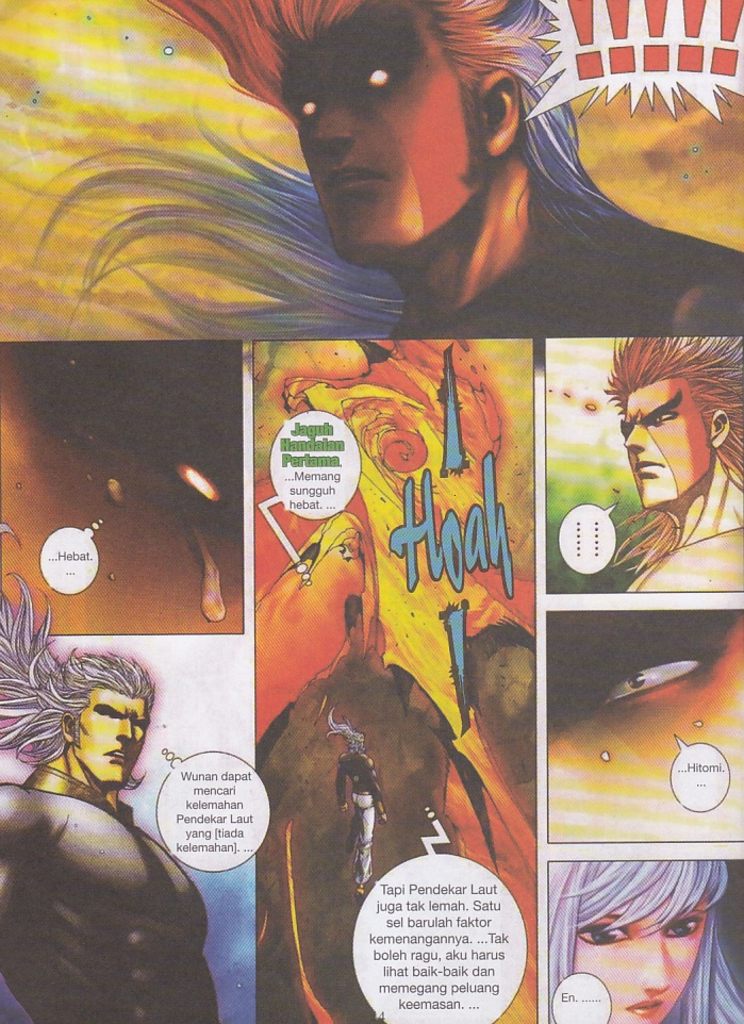 !!!!!
...Hebat.
...
Jaguh
Handalan
Pertama.
...Memang
sungguh
hebat. ...
Hoah
......
Wunan dapat
mencari
kelemahan
Pendekar Laut
yang [tiada
kelemahan]. ...
...Hitomi.
...
Tapi Pendekar Laut
juga tak lemah. Satu
sel barulah faktor
kemenangannya. ...Tak
boleh ragu, aku harus
lihat baik-baik dan
memegang peluang
keemasan. ...
En. ......